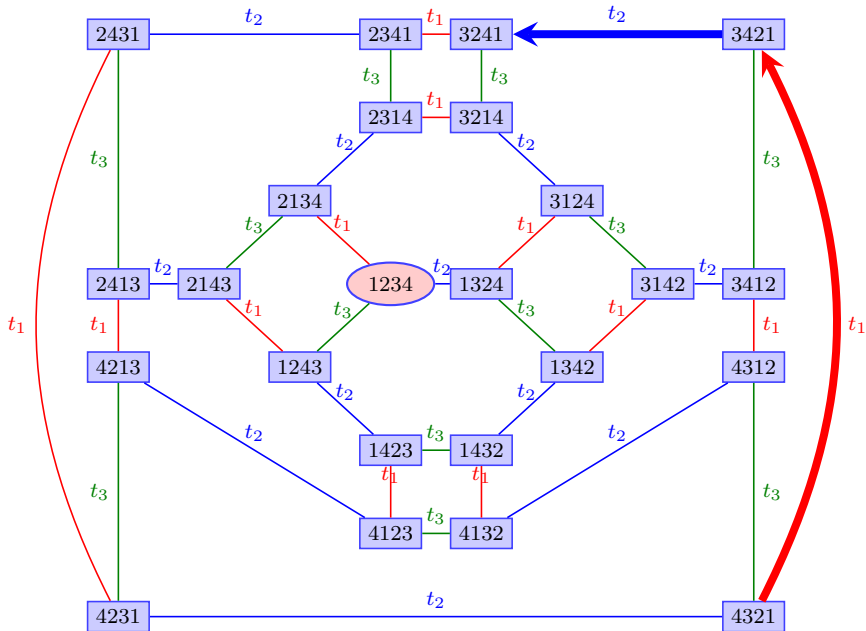 t₂ t₁ t₂
2431 2341 3241 3421
t₃ t₃
t₁
2314 3214
t₂ t₂
t₃ t₃
2134 3124
t₃ t₁ t₁ t₃
t₂ t₂ t₂
2413 2143 1234 1324 3142 3412
t₁ t₁ t₁ t₃ t₃ t₁ t₁ t₁
4213 1243 1342 4312
t₂ t₂
t₂ t₃ t₂
1423 1432
t₁ t₁
t₃ t₃
t₃
4123 4132
t₂
4231 4321